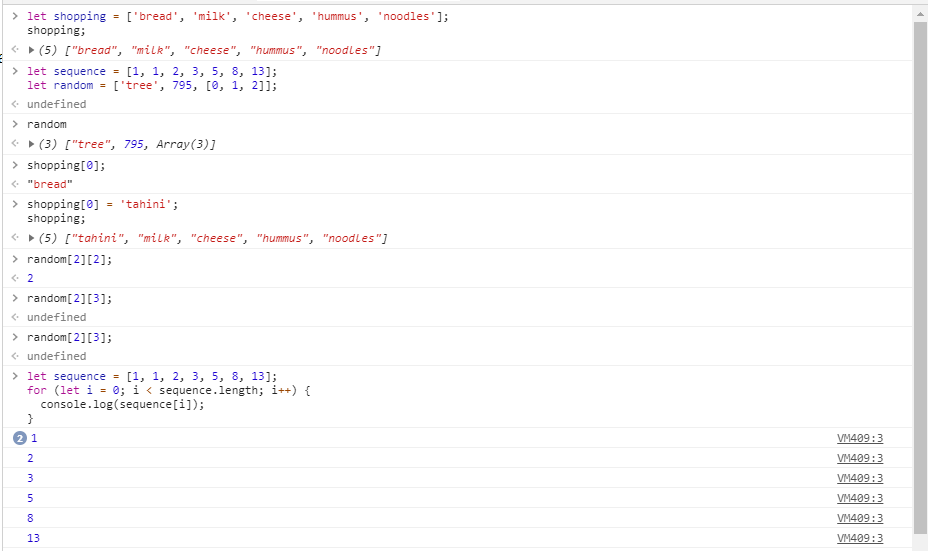 > let shopping = ['bread', 'milk', 'cheese', 'hummus', 'noodles'];
shopping;
<· ▶(5) ["bread", "milk", "cheese", "hummus", "noodles"]
> let sequence = [1, 1, 2, 3, 5, 8, 13];
let random = ['tree', 795, [0, 1, 2]];
<· undefined
> random
<· ▶(3) ["tree", 795, Array(3)]
> shopping[0];
<· "bread"
> shopping[0] = 'tahini';
shopping;
<· ▶(5) ["tahini", "milk", "cheese", "hummus", "noodles"]
> random[2][2];
<· 2
> random[2][3];
<· undefined
> random[2][3];
<· undefined
> let sequence = [1, 1, 2, 3, 5, 8, 13];
for (let i = 0; i < sequence.length; i++) {
  console.log(sequence[i]);
}
2 1 VM409:3
2 VM409:3
3 VM409:3
5 VM409:3
8 VM409:3
13 VM409:3